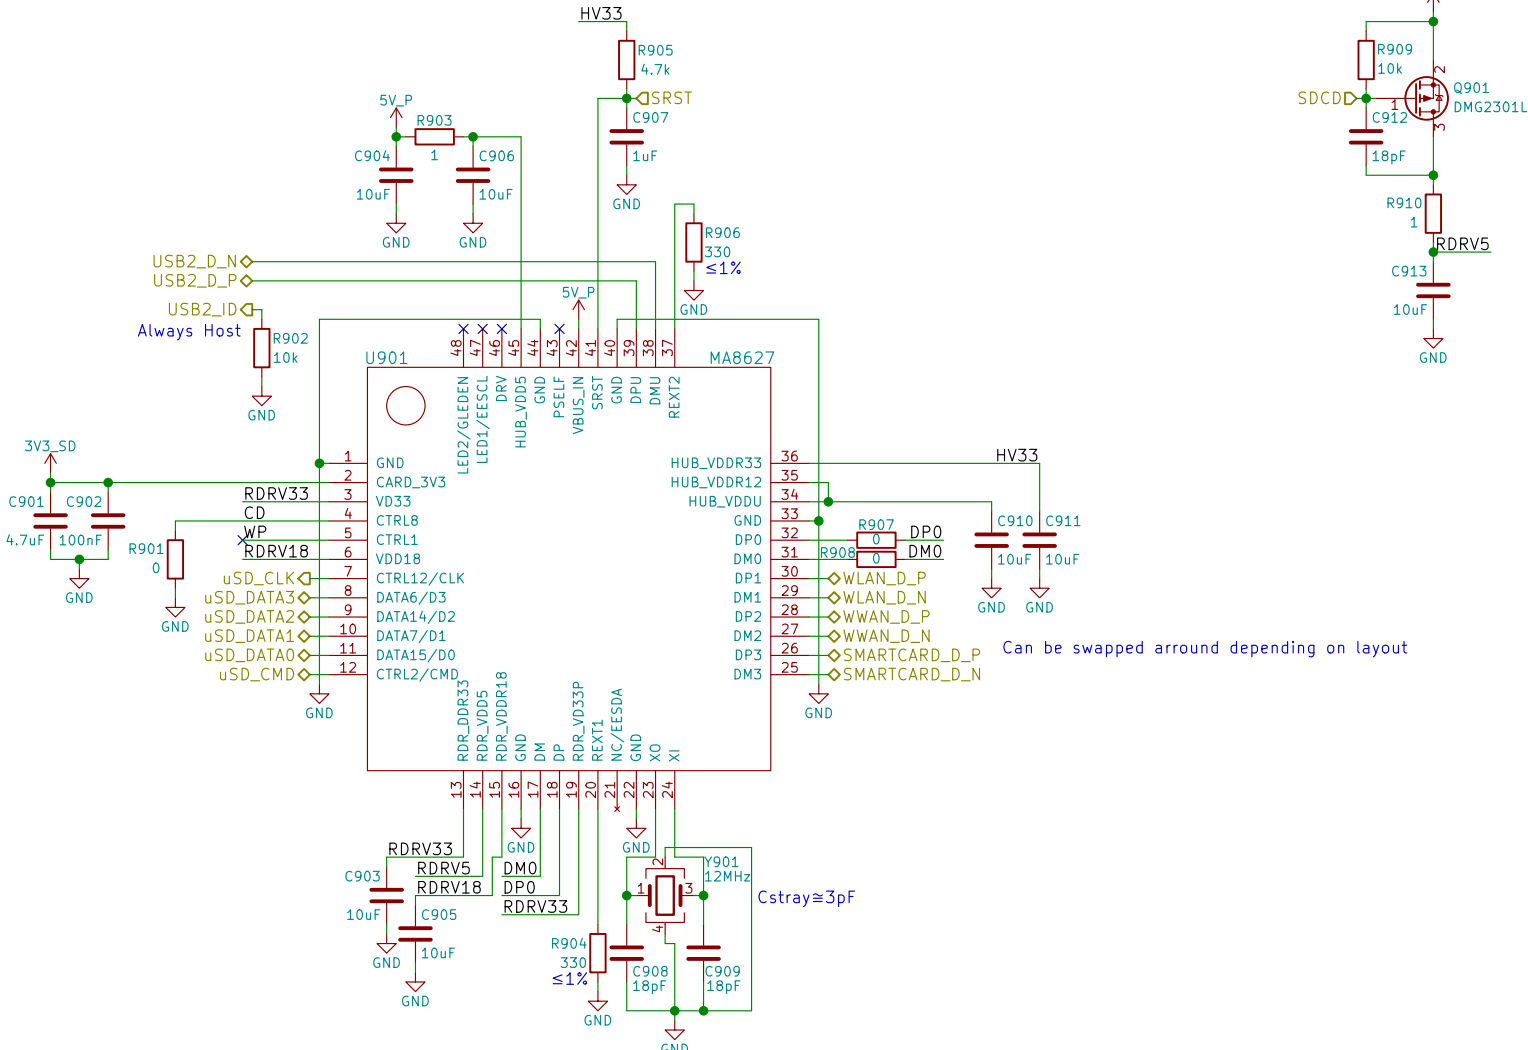 HV33
R905
4.7k
SRST
C907
1uF
GND
5V_P
R903
1
C904
10uF
GND
C906
10uF
GND
R906
330
≤1%
GND
USB2_D_N
USB2_D_P
USB2_ID
Always Host
R902
10k
GND
5V_P
R909
10k
SDCD
1
2
3
Q901
DMG2301L
C912
18pF
R910
1
RDRV5
C913
10uF
GND
U901
MA8627
48 LED2/GLEDEN
47 LED1/EESCL
46 DRV
45 HUB_VDD5
44 GND
43 PSELF
42 VBUS_IN
41 SRST
40 GND
39 DPU
38 DMU
37 REXT2
3V3_SD
C901
4.7uF
C902
100nF
GND
R901
0
GND
RDRV33
CD
WP
RDRV18
uSD_CLK
uSD_DATA3
uSD_DATA2
uSD_DATA1
uSD_DATA0
uSD_CMD
GND
1 GND
2 CARD_3V3
3 VD33
4 CTRL8
5 CTRL1
6 VDD18
7 CTRL12/CLK
8 DATA6/D3
9 DATA14/D2
10 DATA7/D1
11 DATA15/D0
12 CTRL2/CMD
HUB_VDDR33 36
HUB_VDDR12 35
HUB_VDDU 34
GND 33
DP0 32
DM0 31
DP1 30
DM1 29
DP2 28
DM2 27
DP3 26
DM3 25
HV33
R907
0
DP0
R908
0
DM0
WLAN_D_P
WLAN_D_N
WWAN_D_P
WWAN_D_N
SMARTCARD_D_P
SMARTCARD_D_N
GND
C910
10uF
GND
C911
10uF
GND
Can be swapped arround depending on layout
13 RDR_DDR33
14 RDR_VDD5
15 RDR_VDDR18
16 GND
17 DM
18 DP
19 RDR_VD33P
20 REXT1
21 NC/EESDA
22 GND
23 XO
24 XI
GND
GND
RDRV33
RDRV5
RDRV18
DM0
DP0
RDRV33
C903
10uF
GND
C905
10uF
GND
R904
330
≤1%
GND
Y901
12MHz
1
2
3
4
Cstray≅3pF
C908
18pF
C909
18pF
GND